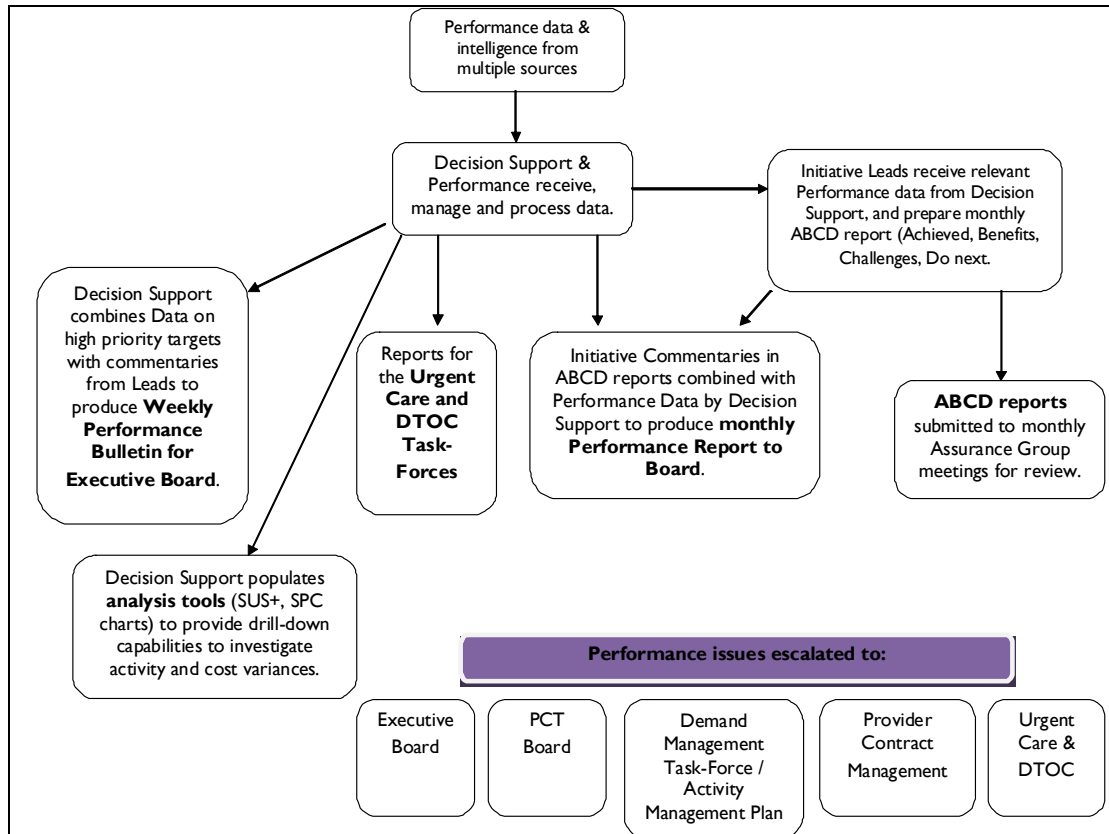 Performance data &
intelligence from
multiple sources
Decision Support &
Performance receive,
manage and process data.
Initiative Leads receive relevant
Performance data from Decision
Support, and prepare monthly
ABCD report (Achieved, Benefits,
Challenges, Do next.
Decision Support
combines Data on
high priority targets
with commentaries
from Leads to
produce Weekly
Performance
Bulletin for
Executive Board.
Reports for
the Urgent
Care and
DTOC
Task-
Forces
Initiative Commentaries in
ABCD reports combined with
Performance Data by Decision
Support to produce monthly
Performance Report to
Board.
ABCD reports
submitted to monthly
Assurance Group
meetings for review.
Decision Support populates
analysis tools (SUS+, SPC
charts) to provide drill-down
capabilities to investigate
activity and cost variances.
Performance issues escalated to:
Executive
Board
PCT
Board
Demand
Management
Task-Force /
Activity
Management Plan
Provider
Contract
Management
Urgent
Care &
DTOC